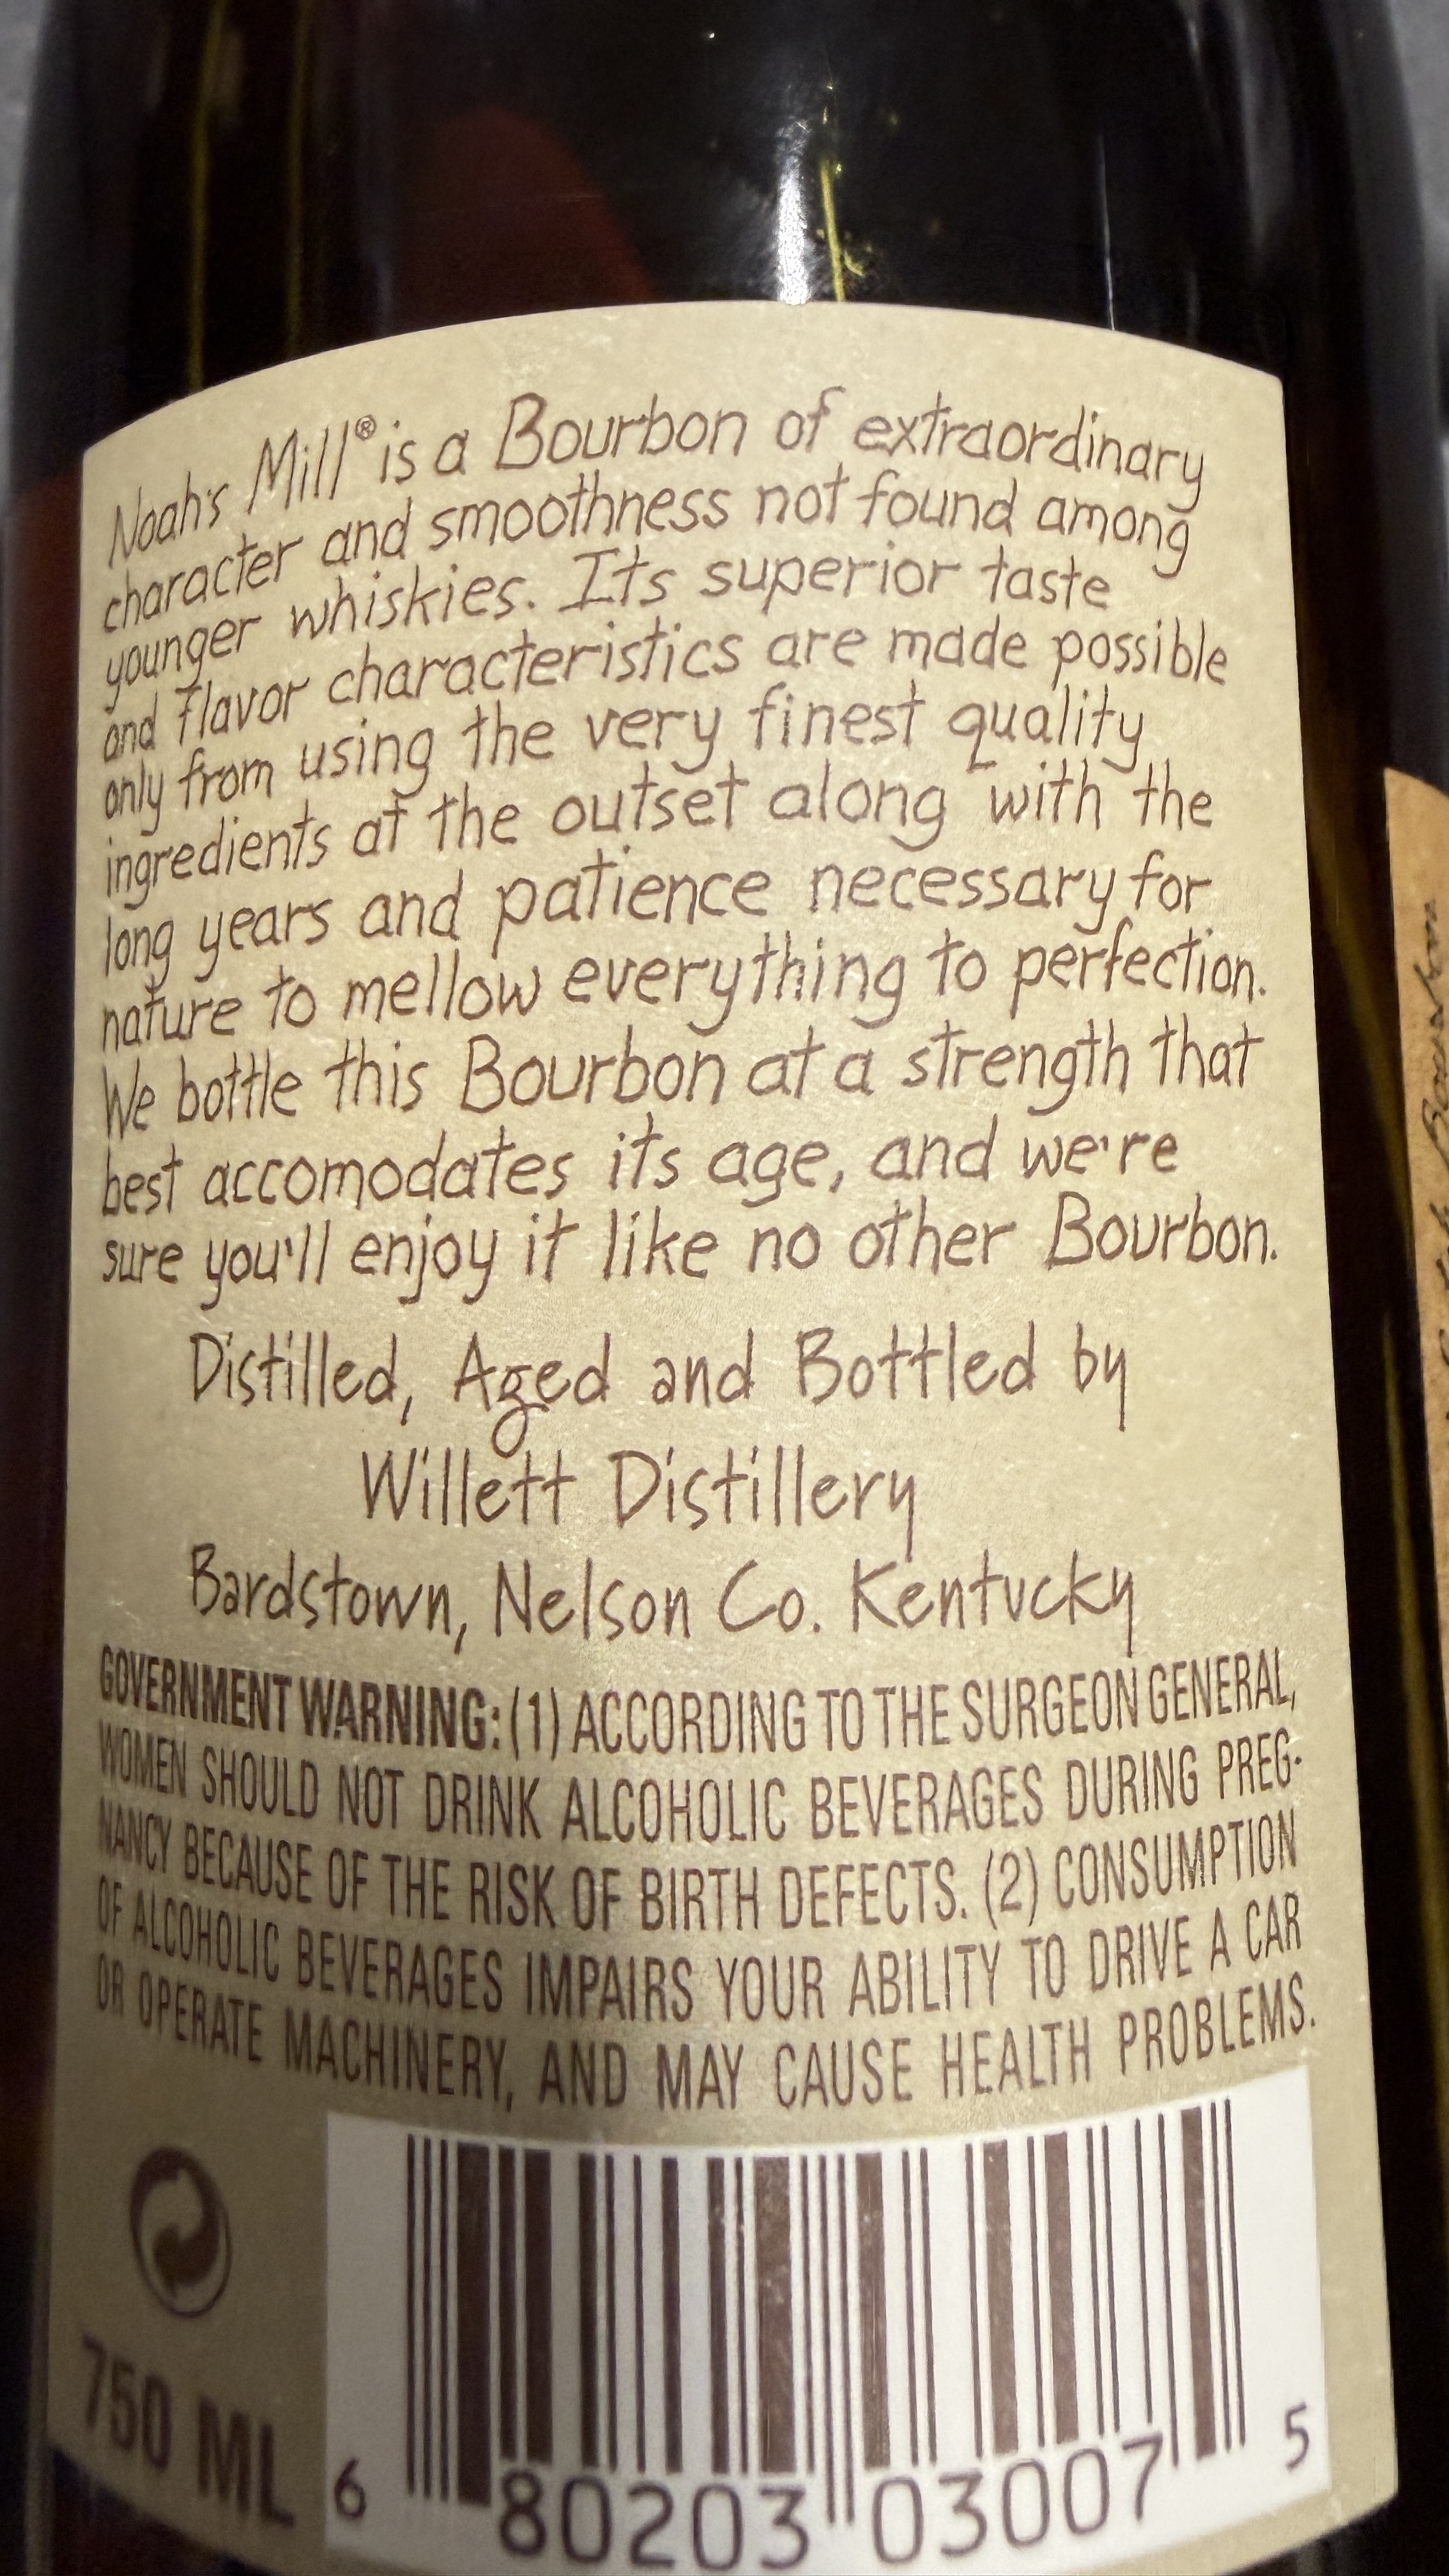 Noah's Mill® is a Bourbon of extraordinary
character and smoothness not found among
younger whiskies. Its superior taste
and flavor characteristics are made possible
only from using the very finest quality
ingredients at the outset along with the
long years and patience necessary for
nature to mellow everything to perfection.
We bottle this Bourbon at a strength that
best accomodates its age, and we're
sure you'll enjoy it like no other Bourbon.
Distilled, Aged and Bottled by
Willett Distillery
Bardstown, Nelson Co. Kentucky
GOVERNMENT WARNING: (1) ACCORDING TO THE SURGEON GENERAL,
WOMEN SHOULD NOT DRINK ALCOHOLIC BEVERAGES DURING PREG-
NANCY BECAUSE OF THE RISK OF BIRTH DEFECTS. (2) CONSUMPTION
OF ALCOHOLIC BEVERAGES IMPAIRS YOUR ABILITY TO DRIVE A CAR
OR OPERATE MACHINERY, AND MAY CAUSE HEALTH PROBLEMS.
750 ML
6 80203 03007 5
Bourbon